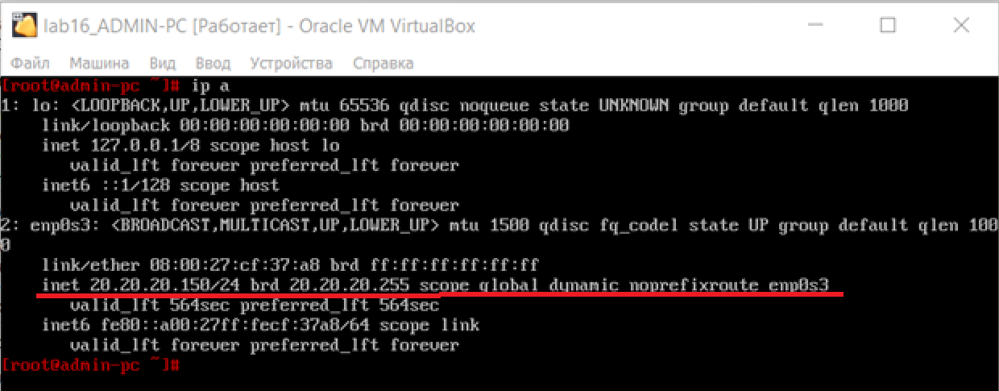 lab16_ADMIN-PC [Работает] - Oracle VM VirtualBox
Файл Машина Вид Ввод Устройства Справка
[root@admin-pc ~]# ip a
1: lo: <LOOPBACK,UP,LOWER_UP> mtu 65536 qdisc noqueue state UNKNOWN group default qlen 1000
    link/loopback 00:00:00:00:00:00 brd 00:00:00:00:00:00
    inet 127.0.0.1/8 scope host lo
       valid_lft forever preferred_lft forever
    inet6 ::1/128 scope host
       valid_lft forever preferred_lft forever
2: enp0s3: <BROADCAST,MULTICAST,UP,LOWER_UP> mtu 1500 qdisc fq_codel state UP group default qlen 100
0
    link/ether 08:00:27:cf:37:a8 brd ff:ff:ff:ff:ff:ff
    inet 20.20.20.150/24 brd 20.20.20.255 scope global dynamic noprefixroute enp0s3
       valid_lft 564sec preferred_lft 564sec
    inet6 fe80::a00:27ff:fecf:37a8/64 scope link
       valid_lft forever preferred_lft forever
[root@admin-pc ~]#